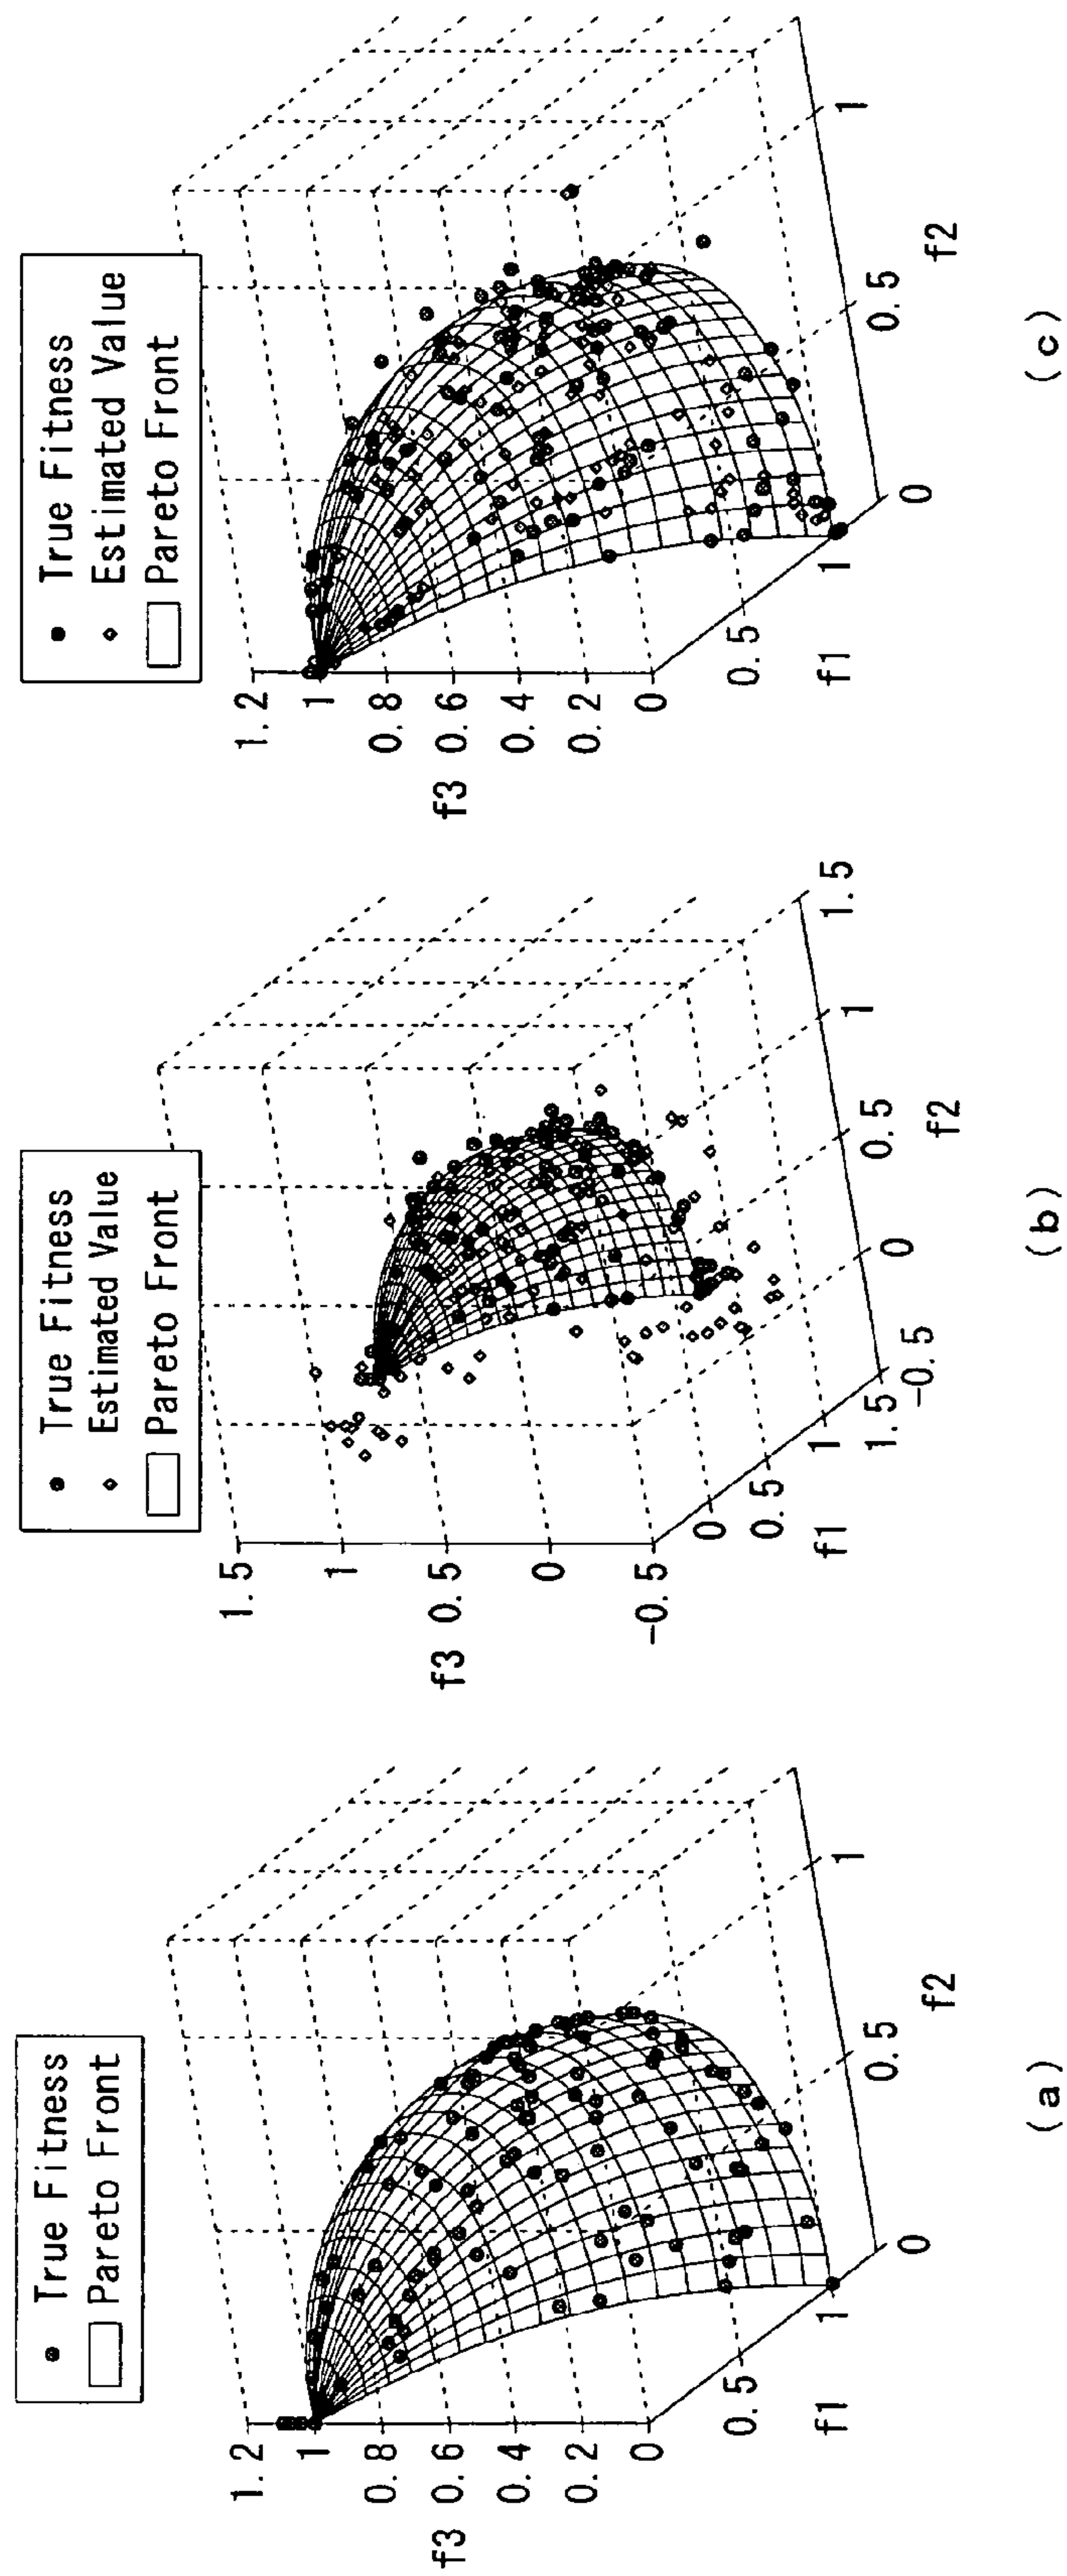 True Fitness
Pareto Front
f3
1.2
1
0.8
0.6
0.4
0.2
0
f1
0.5
1
f2
0
0.5
1
(a)
True Fitness
Estimated Value
Pareto Front
f3
1.5
1
0.5
0
-0.5
f1
0
0.5
1
1.5
f2
-0.5
0
0.5
1
1.5
(b)
True Fitness
Estimated Value
Pareto Front
f3
1.2
1
0.8
0.6
0.4
0.2
0
f1
0.5
1
f2
0
0.5
1
(c)